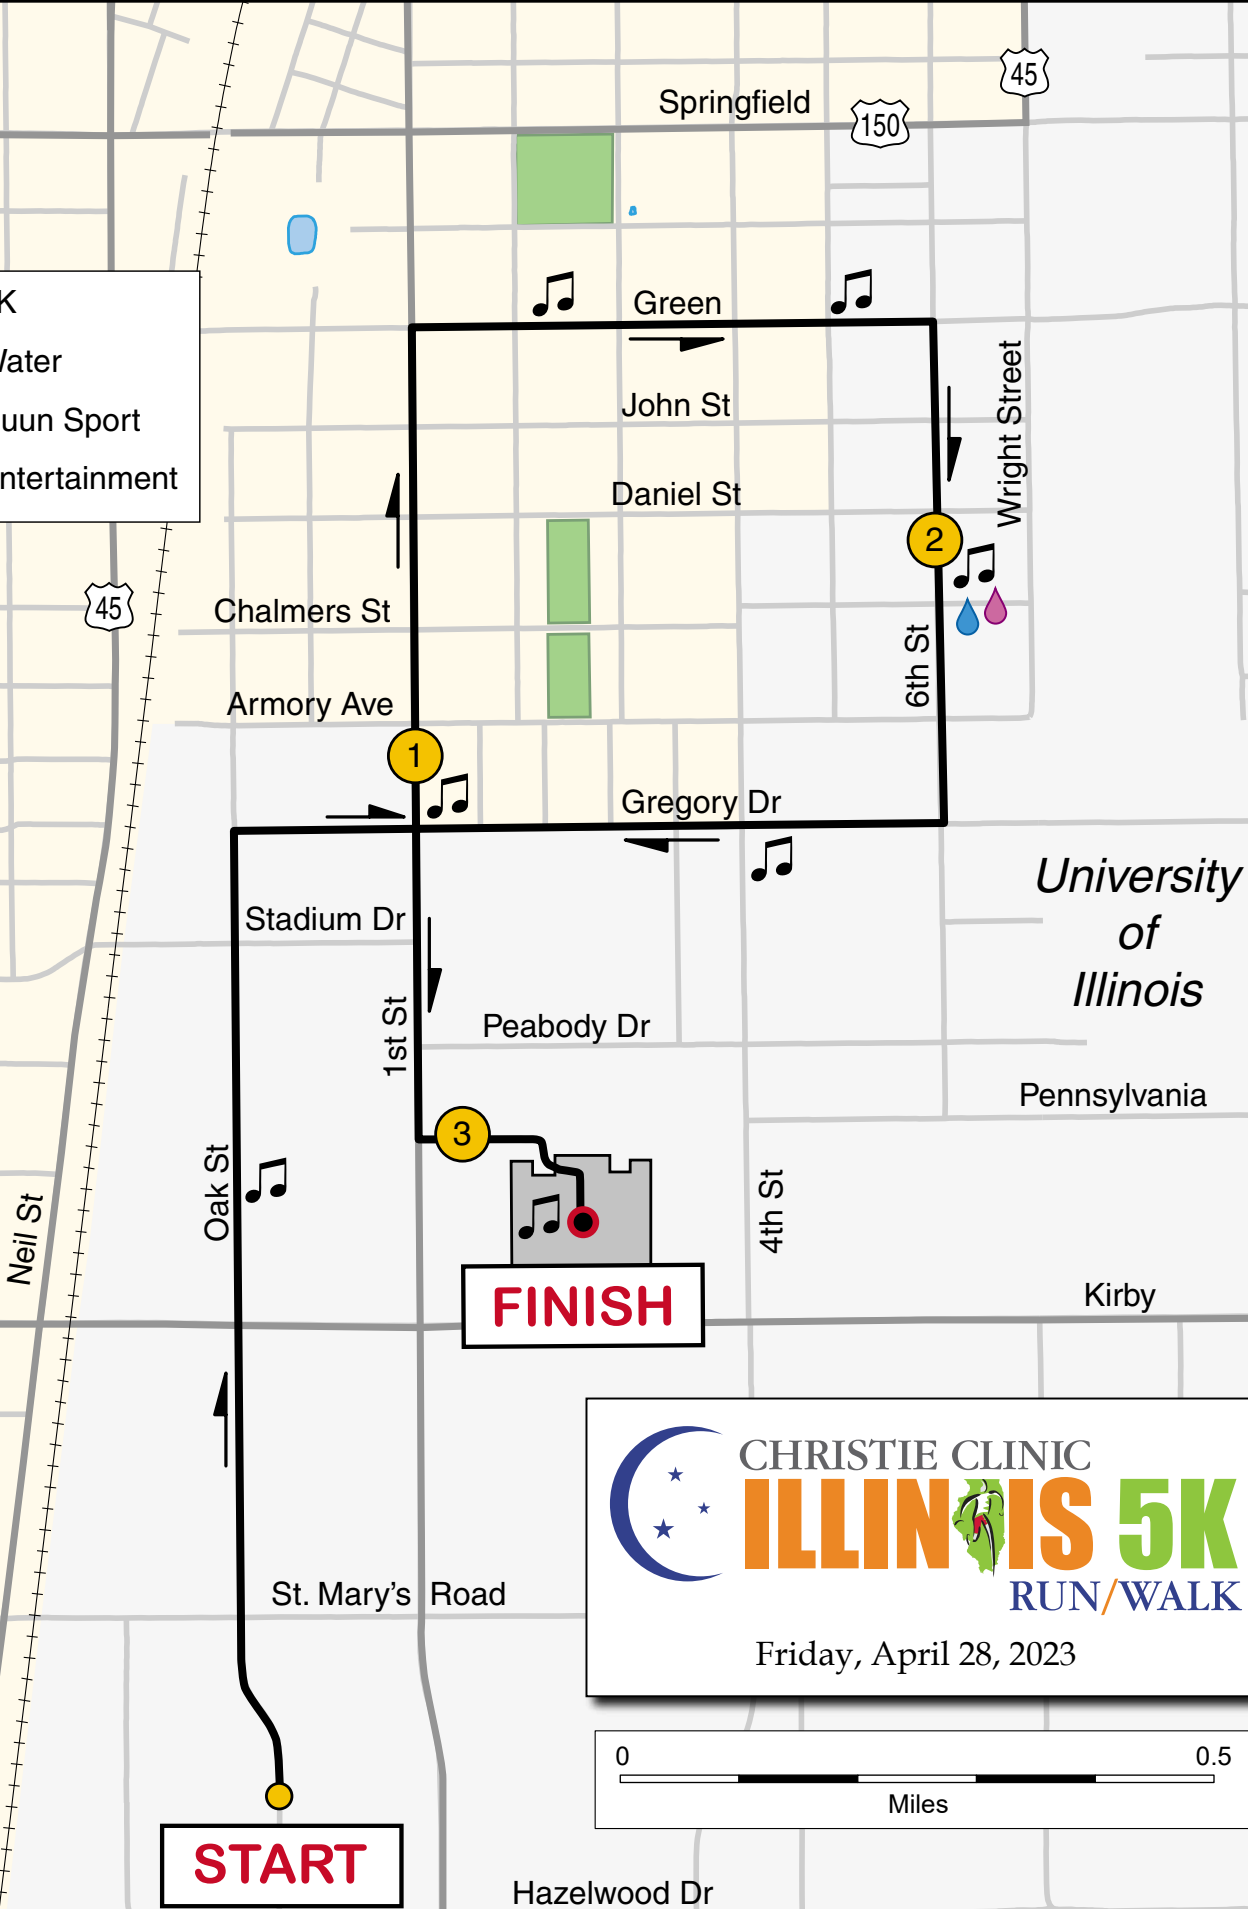 45
Springfield
150
K
Green
Water
John St
uun Sport
Wright Street
ntertainment
Daniel St
2
45
Chalmers St
6th St
Armory Ave
1
Gregory Dr
University
of
Illinois
Stadium Dr
1st St
Peabody Dr
Pennsylvania
3
Oak St
4th St
Neil St
FINISH
Kirby
CHRISTIE CLINIC
ILLINOIS 5K
RUN/WALK
Friday, April 28, 2023
St. Mary's Road
0 0.5
Miles
START
Hazelwood Dr